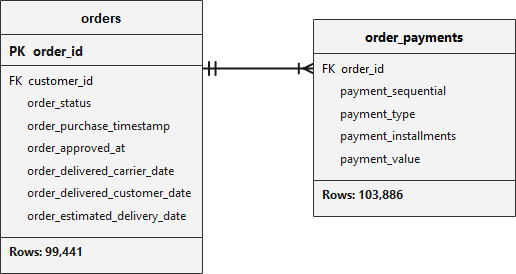 orders
PK order_id
FK customer_id
order_status
order_purchase_timestamp
order_approved_at
order_delivered_carrier_date
order_delivered_customer_date
order_estimated_delivery_date
Rows: 99,441
order_payments
FK order_id
payment_sequential
payment_type
payment_installments
payment_value
Rows: 103,886